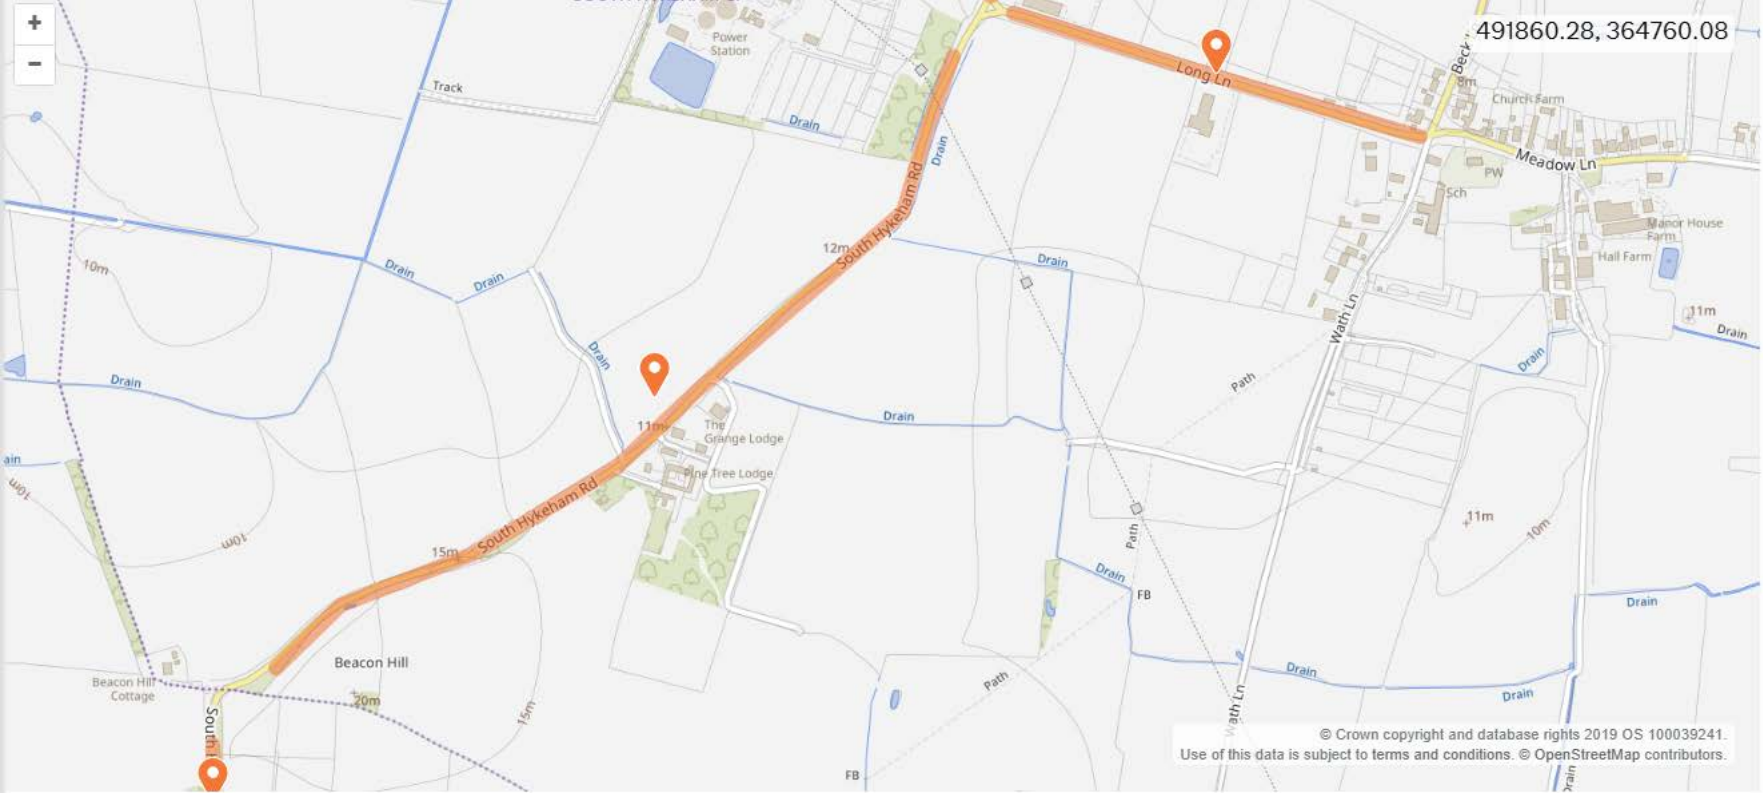 +
−
Power
Station
491860.28, 364760.08
Long Ln
8m
Church Farm
Track
Drain
Drain
Meadow Ln
PW
Sch
South Hykeham Rd
Manor House
Farm
Hall Farm
12m
10m
Drain
Drain
Drain
11m
Drain
Wath Ln
Drain
Drain
Drain
Path
11m
The
Grange Lodge
Drain
Pine Tree Lodge
10m
South Hykeham Rd
11m
10m
10m
15m
Path
Drain
FB
Drain
Beacon Hill
Beacon Hill
Cottage
20m
15m
Path
Drain
Drain
Wath Ln
South
FB
© Crown copyright and database rights 2019 OS 100039241.
Use of this data is subject to terms and conditions. © OpenStreetMap contributors.